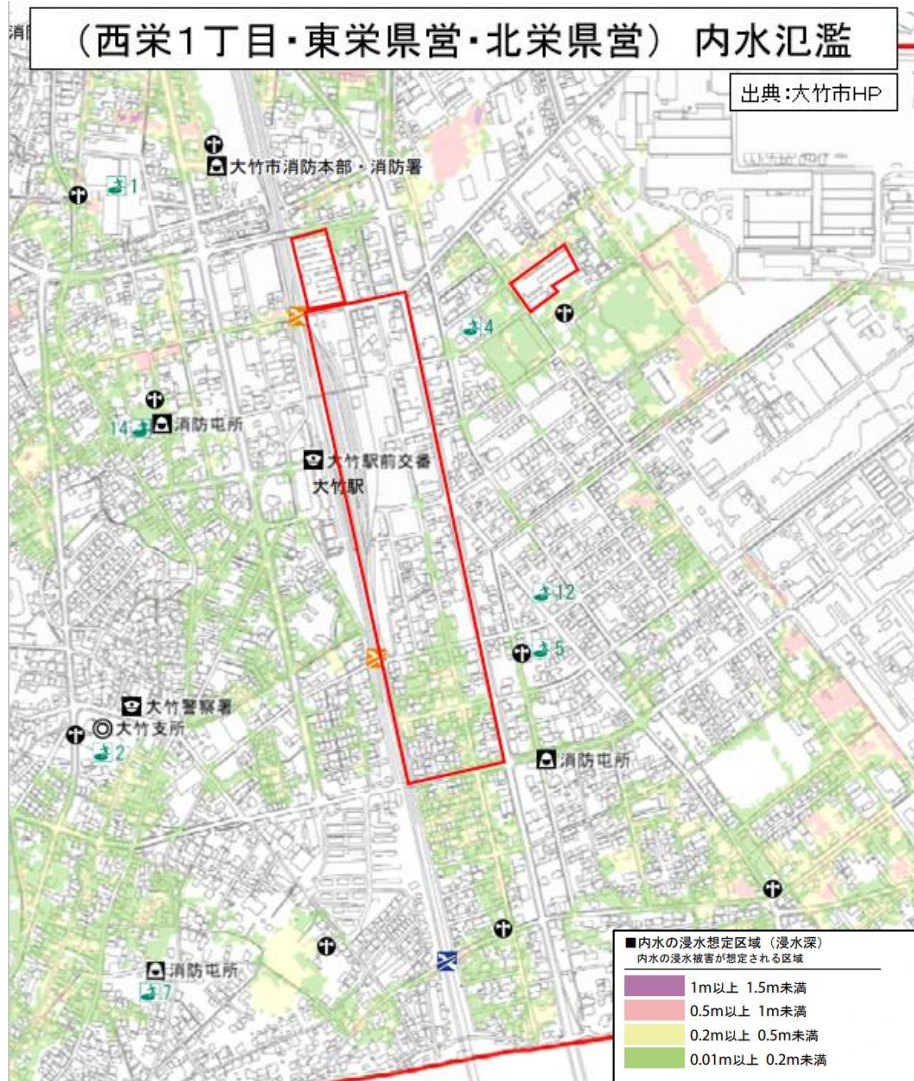 （西栄１丁目・東栄県営・北栄県営） 内水氾濫
出典：大竹市HP
消防
大竹市消防本部・消防署
1
4
14
消防屯所
大竹駅前交番
大竹駅
12
5
大竹警察署
大竹支所
2
消防屯所
消防屯所
7
■内水の浸水想定区域（浸水深）
内水の浸水被害が想定される区域
1m以上 1.5m未満
0.5m以上 1m未満
0.2m以上 0.5m未満
0.01m以上 0.2m未満